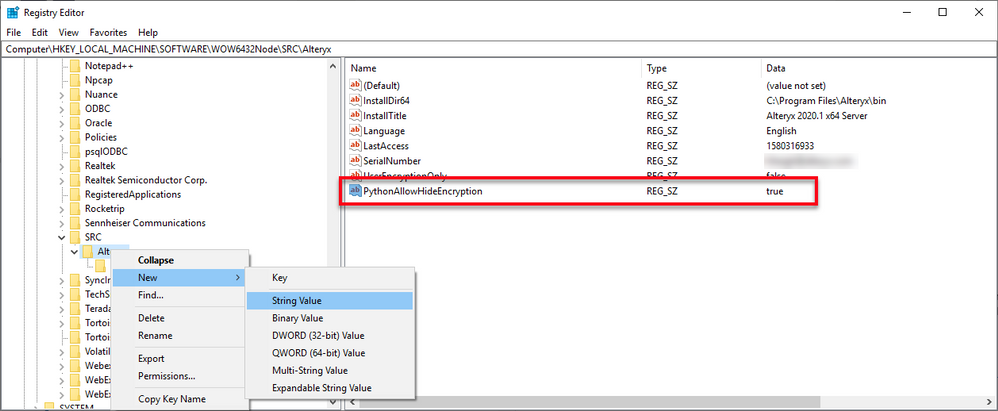 Registry Editor
File Edit View Favorites Help
Computer\HKEY_LOCAL_MACHINE\SOFTWARE\WOW6432Node\SRC\Alteryx
Notepad++
Npcap
Nuance
ODBC
Oracle
Policies
psqlODBC
Realtek
Realtek Semiconductor Corp.
RegisteredApplications
Rocketrip
Sennheiser Communications
SRC
Alt
SyncIn
TechS
Terada
Tortoi
Tortoi
Volatil
Webex
WebEx
WebEx
SYSTEM
Collapse
New
Find...
Delete
Rename
Export
Permissions...
Copy Key Name
Key
String Value
Binary Value
DWORD (32-bit) Value
QWORD (64-bit) Value
Multi-String Value
Expandable String Value
Name Type Data
(Default) REG_SZ (value not set)
InstallDir64 REG_SZ C:\Program Files\Alteryx\bin
InstallTitle REG_SZ Alteryx 2020.1 x64 Server
Language REG_SZ English
LastAccess REG_SZ 1580316933
SerialNumber REG_SZ
UserEncryptionOnly REG_SZ false
PythonAllowHideEncryption REG_SZ true